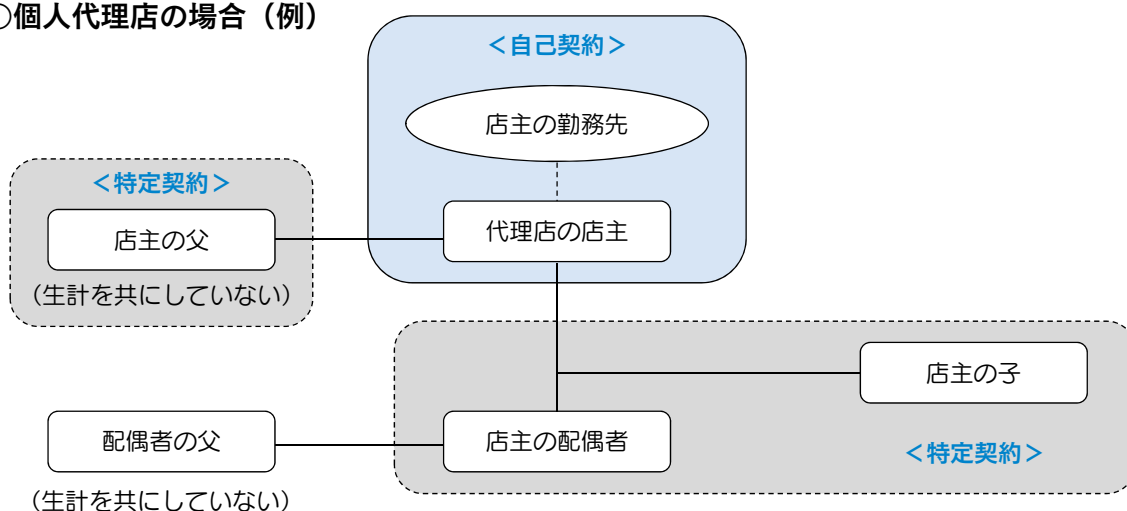 ○個人代理店の場合（例）
＜自己契約＞
店主の勤務先
＜特定契約＞
店主の父
代理店の店主
（生計を共にしていない）
店主の子
配偶者の父
店主の配偶者
＜特定契約＞
（生計を共にしていない）